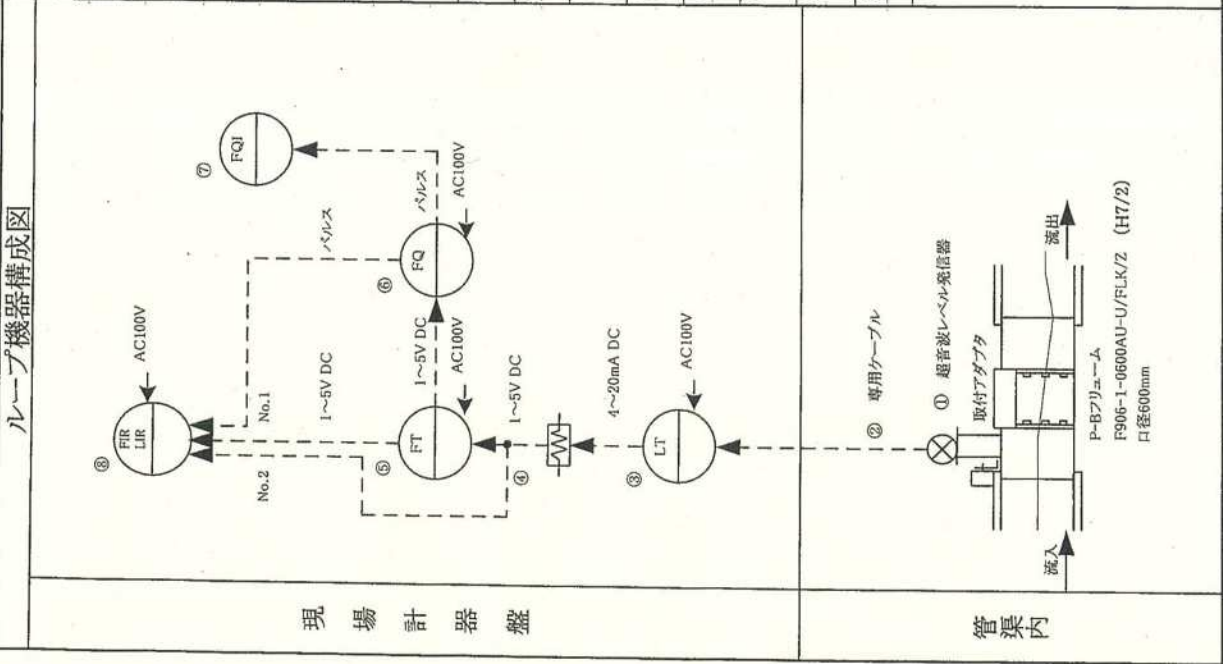 ループ機器構成図
現場計器盤
⑧
FIR
LIR
AC100V
No.2
No.1
1～5V DC
パルス
⑦
FQI
⑤
FT
1～5V DC
AC100V
⑥
FQ
パルス
AC100V
④
1～5V DC
4～20mA DC
③
LT
AC100V
管渠内
② 専用ケーブル
① 超音波レベル発信器
取付アダプタ
流入
流出
P-Bフリューム
F906-1-0600AU-U/FLK/Z (H7/2)
口径600mm